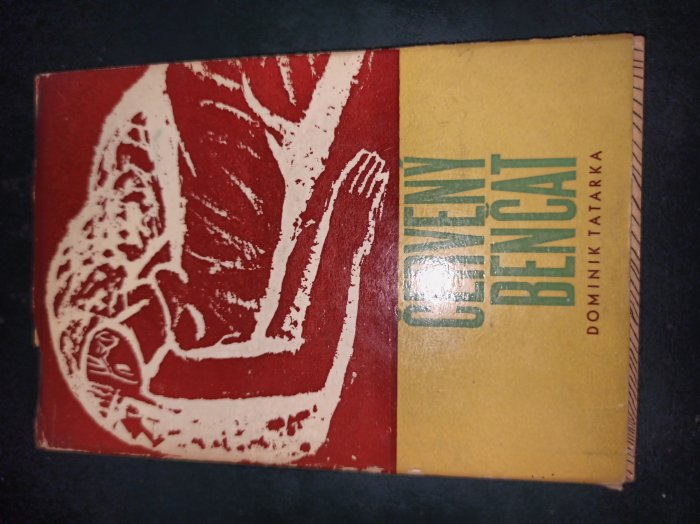 ČERVENÝ
BENČAT
DOMINIK TATARKA